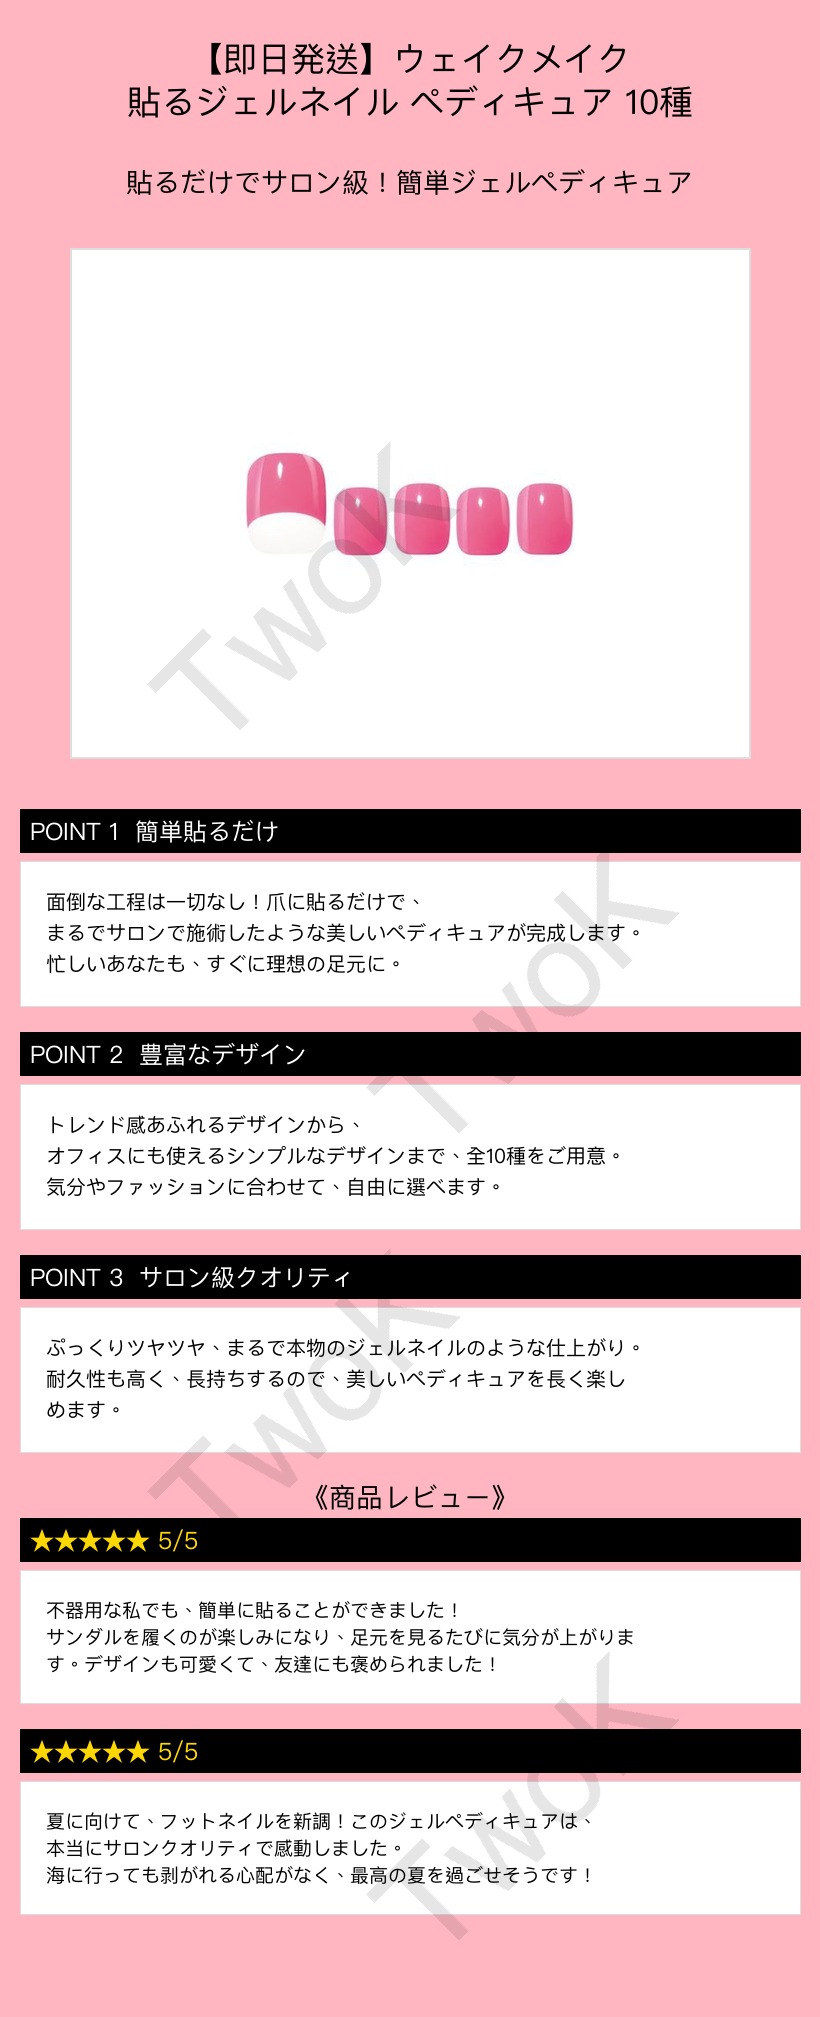 【即日発送】ウェイクメイク
貼るジェルネイル ペディキュア 10種
貼るだけでサロン級！簡単ジェルペディキュア
TwoK
POINT 1 簡単貼るだけ
面倒な工程は一切なし！爪に貼るだけで、
まるでサロンで施術したような美しいペディキュアが完成します。
忙しいあなたも、すぐに理想の足元に。
TwoK
POINT 2 豊富なデザイン
トレンド感あふれるデザインから、
オフィスにも使えるシンプルなデザインまで、全10種をご用意。
気分やファッションに合わせて、自由に選べます。
POINT 3 サロン級クオリティ
ぷっくりツヤツヤ、まるで本物のジェルネイルのような仕上がり。
耐久性も高く、長持ちするので、美しいペディキュアを長く楽し
めます。
TwoK
《商品レビュー》
★★★★★ 5/5
不器用な私でも、簡単に貼ることができました！
サンダルを履くのが楽しみになり、足元を見るたびに気分が上がりま
す。デザインも可愛くて、友達にも褒められました！
★★★★★ 5/5
夏に向けて、フットネイルを新調！このジェルペディキュアは、
本当にサロンクオリティで感動しました。
海に行っても剥がれる心配がなく、最高の夏を過ごせそうです！
TwoK